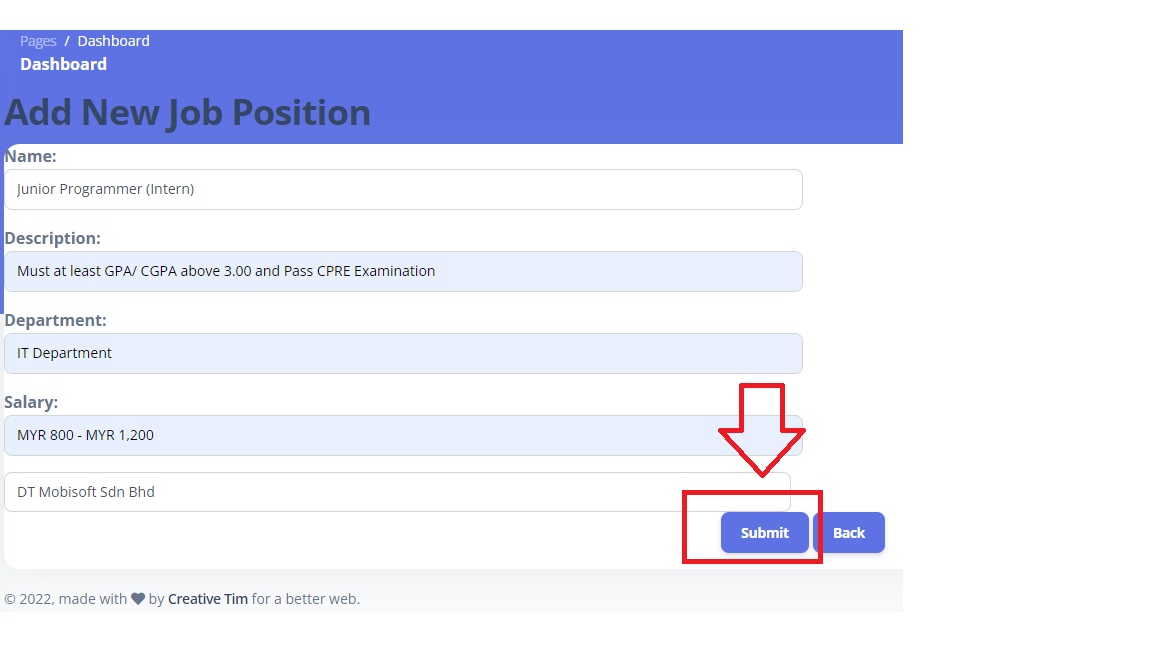 Pages / Dashboard
Dashboard
Add New Job Position
Name:
Junior Programmer (Intern)
Description:
Must at least GPA/ CGPA above 3.00 and Pass CPRE Examination
Department:
IT Department
Salary:
MYR 800 - MYR 1,200
DT Mobisoft Sdn Bhd
Submit Back
© 2022, made with ♥ by Creative Tim for a better web.